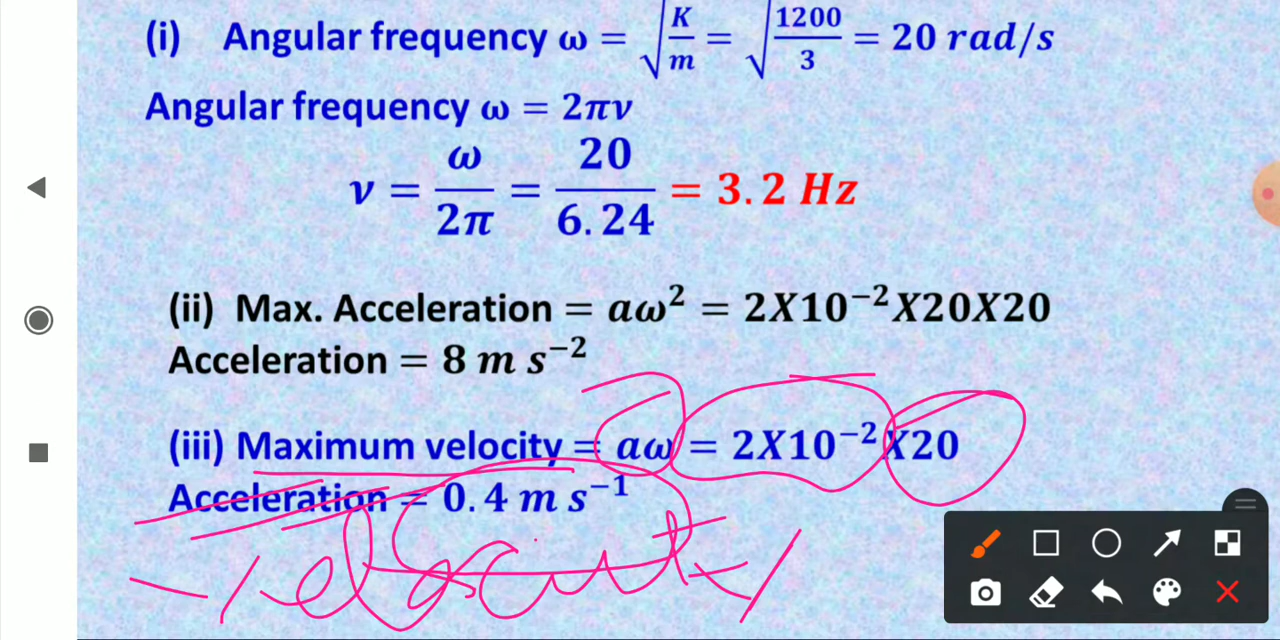 (i) Angular frequency ω = √(K/m) = √(1200/3) = 20 rad/s
Angular frequency ω = 2πν
ν = ω/2π = 20/6.24 = 3.2 Hz
(ii) Max. Acceleration = aω² = 2X10⁻²X20X20
Acceleration = 8 m s⁻²
(iii) Maximum velocity = aω = 2X10⁻²X20
Acceleration = 0.4 m s⁻¹
velocity